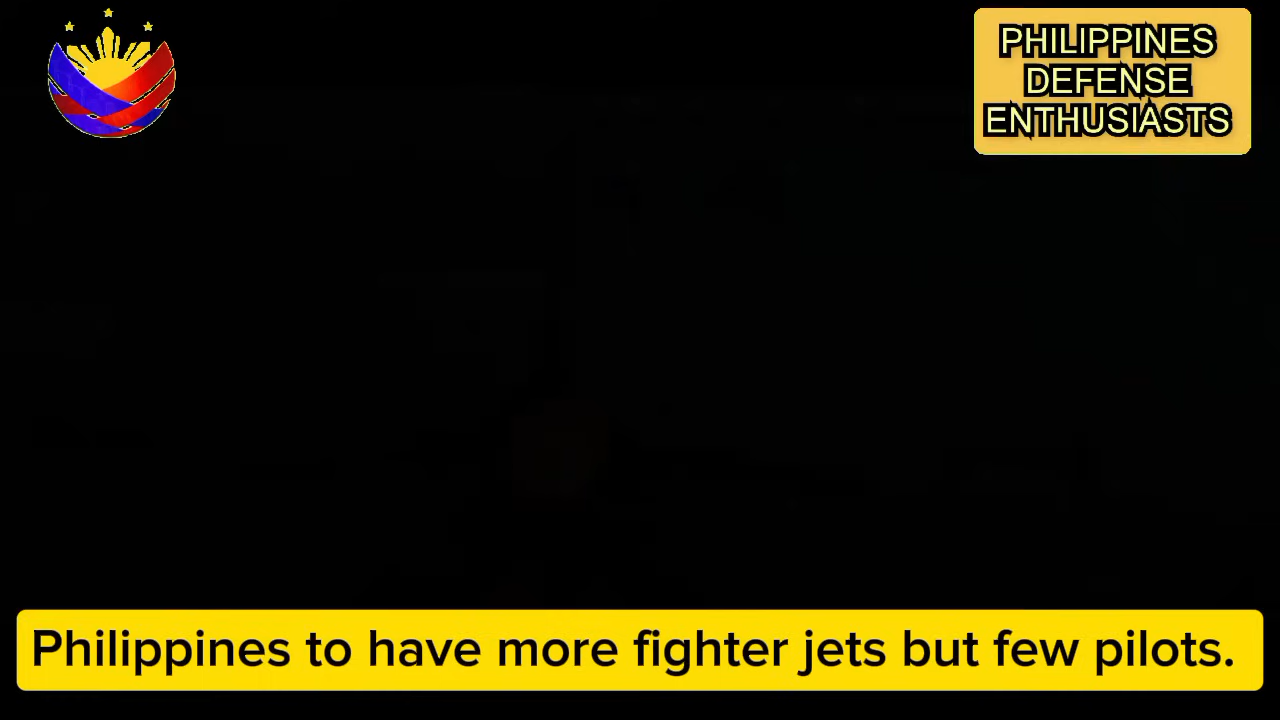 PHILIPPINES
DEFENSE
ENTHUSIASTS
Philippines to have more fighter jets but few pilots.